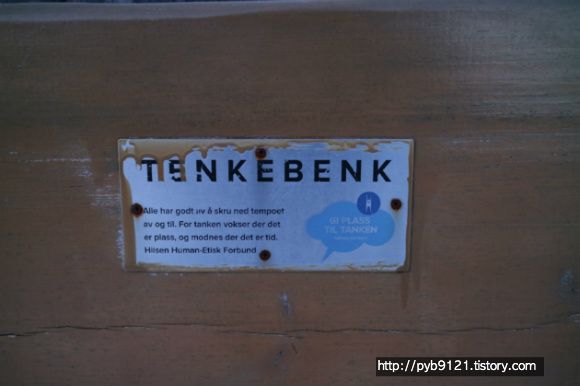 TENKEBENK
Alle har godt av å skru ned tempoet
av og til. For tanken vokser der det
er plass, og modnes der det er tid.
Hilsen Human-Etisk Forbund
GI PLASS
TIL TANKEN
http://pyb9121.tistory.com